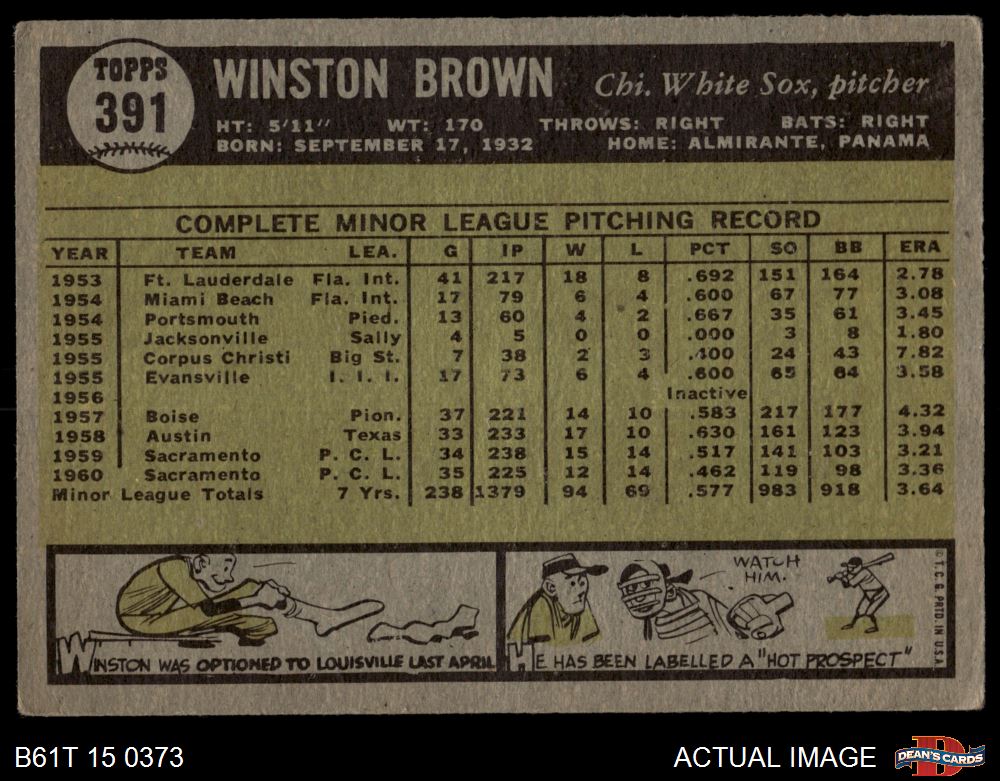 TOPPS
391
WINSTON BROWN Chi. White Sox, pitcher
HT: 5'11" WT: 170 THROWS: RIGHT BATS: RIGHT
BORN: SEPTEMBER 17, 1932 HOME: ALMIRANTE, PANAMA
COMPLETE MINOR LEAGUE PITCHING RECORD
YEAR TEAM LEA. G IP W L PCT SO BB ERA
1953 Ft. Lauderdale Fla. Int. 41 217 18 8 .692 151 164 2.78
1954 Miami Beach Fla. Int. 17 79 6 4 .600 67 77 3.08
1954 Portsmouth Pied. 13 60 4 2 .667 35 61 3.45
1955 Jacksonville Sally 4 5 0 0 .000 3 8 1.80
1955 Corpus Christi Big St. 7 38 2 3 .400 24 43 7.82
1955 Evansville I. I. I. 17 73 6 4 .600 65 64 3.58
1956 Inactive
1957 Boise Pion. 37 221 14 10 .583 217 177 4.32
1958 Austin Texas 33 233 17 10 .630 161 123 3.94
1959 Sacramento P. C. L. 34 238 15 14 .517 141 103 3.21
1960 Sacramento P. C. L. 35 225 12 14 .462 119 98 3.36
Minor League Totals 7 Yrs. 238 1379 94 69 .577 983 918 3.64
WINSTON WAS OPTIONED TO LOUISVILLE LAST APRIL
WATCH
HIM.
HE HAS BEEN LABELLED A "HOT PROSPECT"
© T.C.G. PRTD. IN U.S.A.
B61T 15 0373 ACTUAL IMAGE
D
DEAN'S CARDS